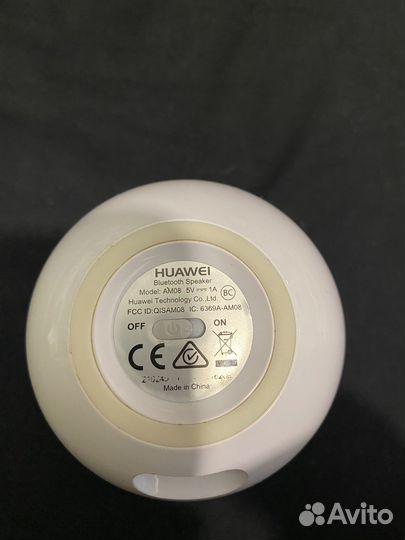 HUAWEI
Bluetooth Speaker
Model: AM08 5V⎓1A
Huawei Technology Co.,Ltd. BC
FCC ID:QISAM08 IC: 6369A-AM08
OFF ON
CE
Made in China
Avito